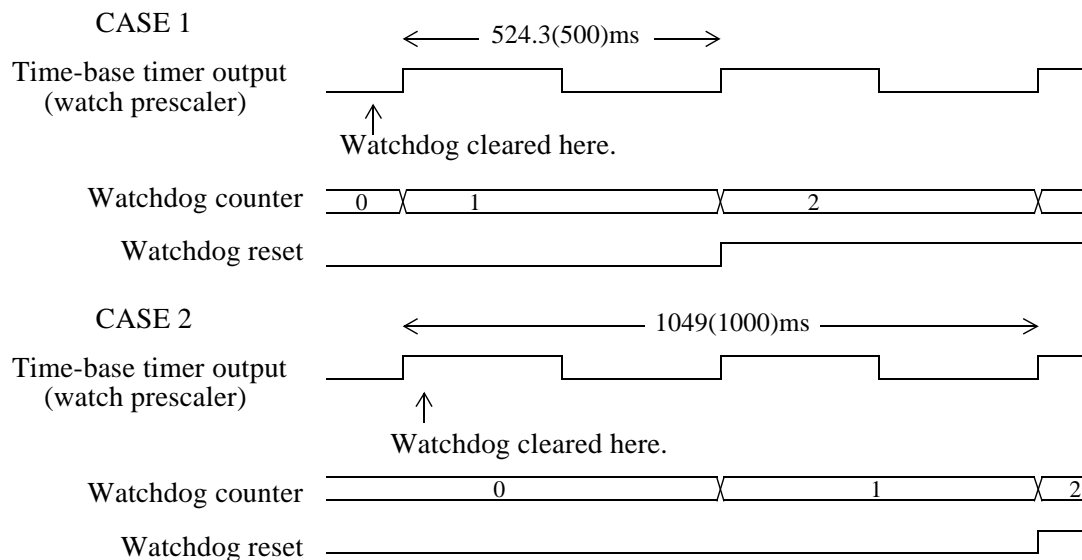 CASE 1
524.3(500)ms
Time-base timer output
(watch prescaler)
Watchdog cleared here.
Watchdog counter
0 1 2
Watchdog reset
CASE 2
1049(1000)ms
Time-base timer output
(watch prescaler)
Watchdog cleared here.
Watchdog counter
0 1 2
Watchdog reset